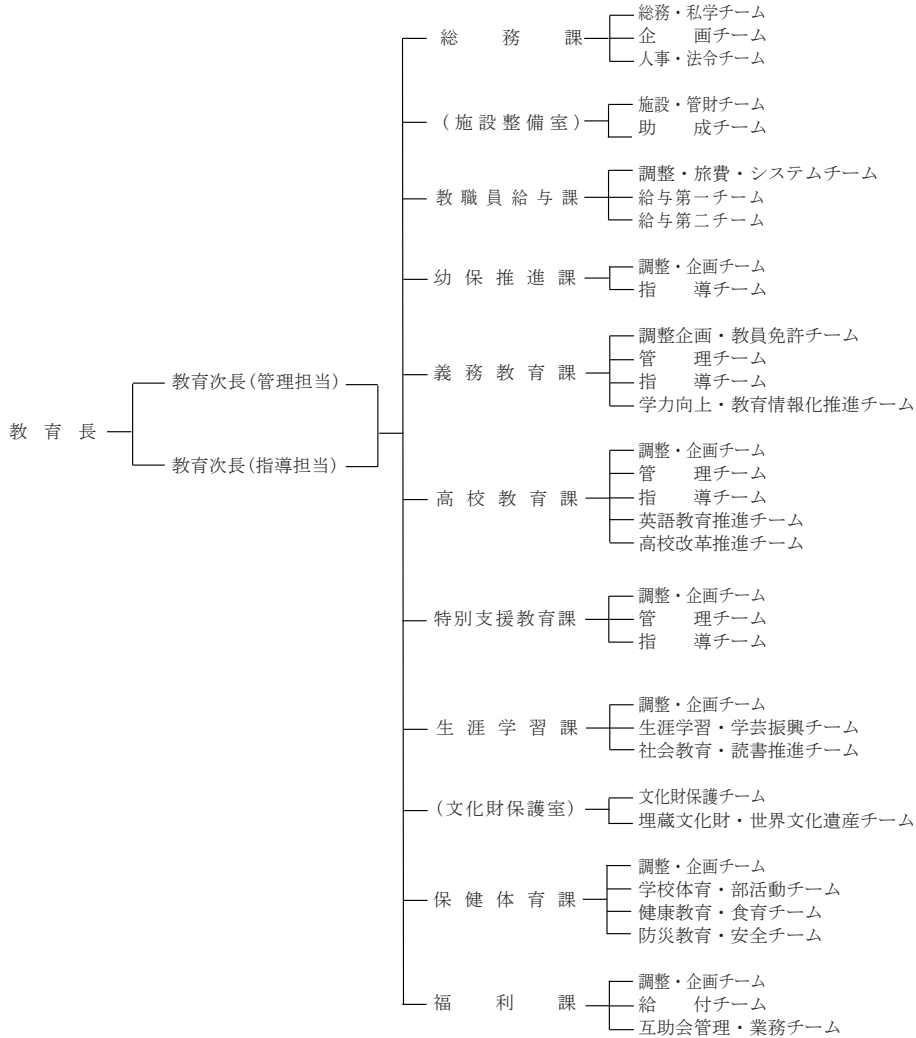 総務課
総務・私学チーム
企画チーム
人事・法令チーム
(施設整備室)
施設・管財チーム
助成チーム
教職員給与課
調整・旅費・システムチーム
給与第一チーム
給与第二チーム
幼保推進課
調整・企画チーム
指導チーム
教育長
教育次長(管理担当)
教育次長(指導担当)
義務教育課
調整企画・教員免許チーム
管理チーム
指導チーム
学力向上・教育情報化推進チーム
高校教育課
調整・企画チーム
管理チーム
指導チーム
英語教育推進チーム
高校改革推進チーム
特別支援教育課
調整・企画チーム
管理チーム
指導チーム
生涯学習課
調整・企画チーム
生涯学習・学芸振興チーム
社会教育・読書推進チーム
(文化財保護室)
文化財保護チーム
埋蔵文化財・世界文化遺産チーム
保健体育課
調整・企画チーム
学校体育・部活動チーム
健康教育・食育チーム
防災教育・安全チーム
福利課
調整・企画チーム
給付チーム
互助会管理・業務チーム